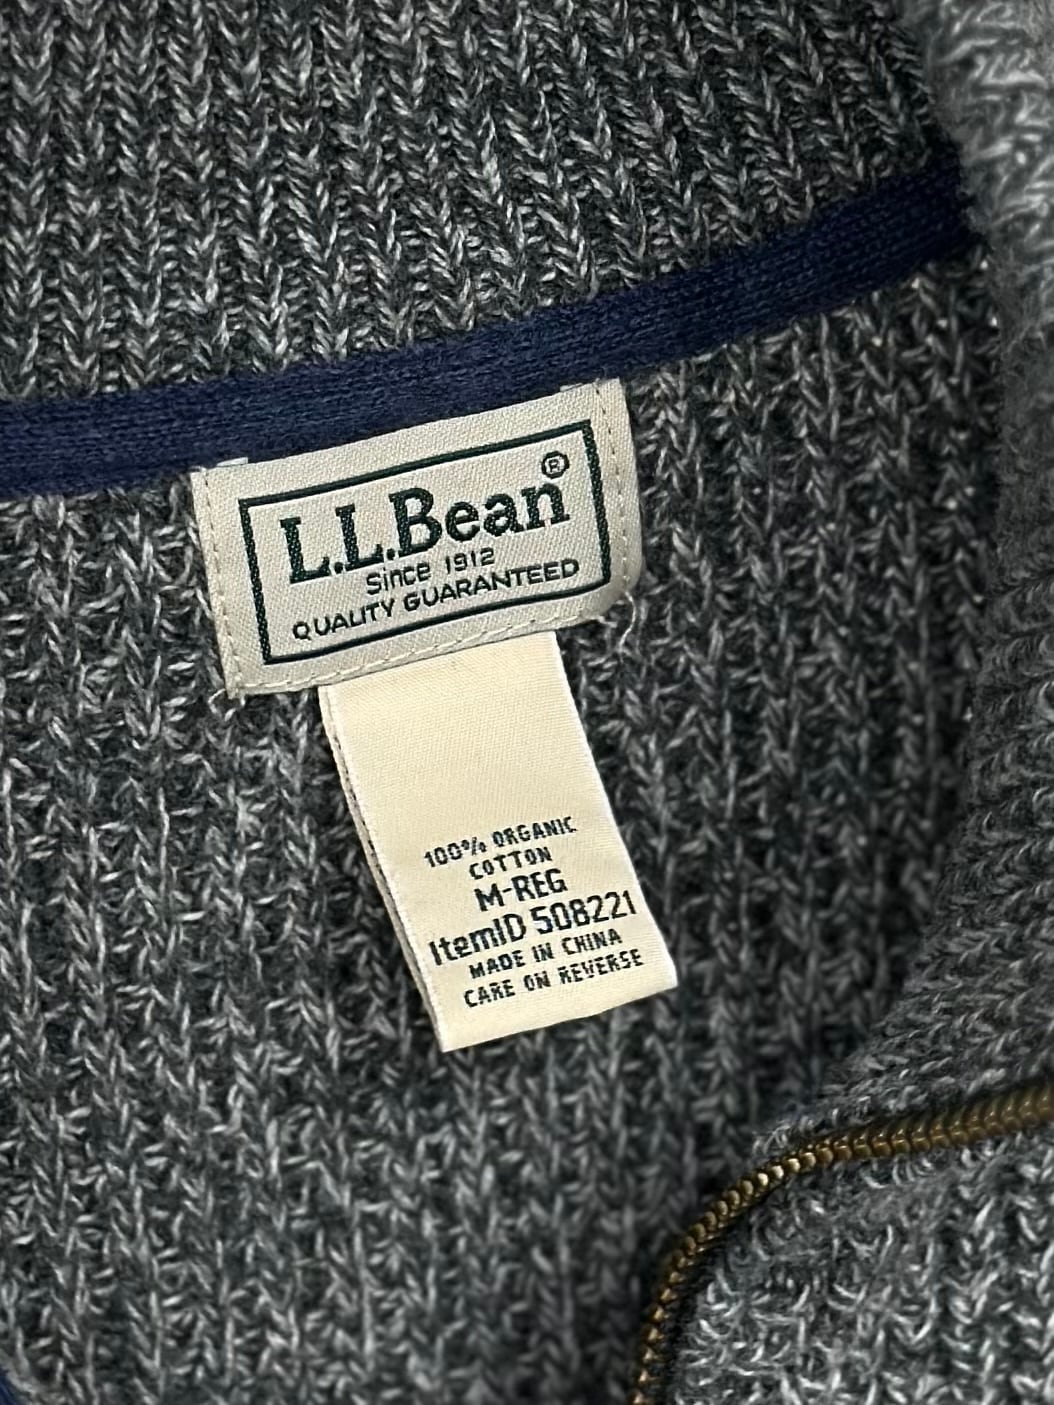 L.L.Bean®
Since 1912
QUALITY GUARANTEED
100% ORGANIC
COTTON
M-REG
ItemID 508221
MADE IN CHINA
CARE ON REVERSE